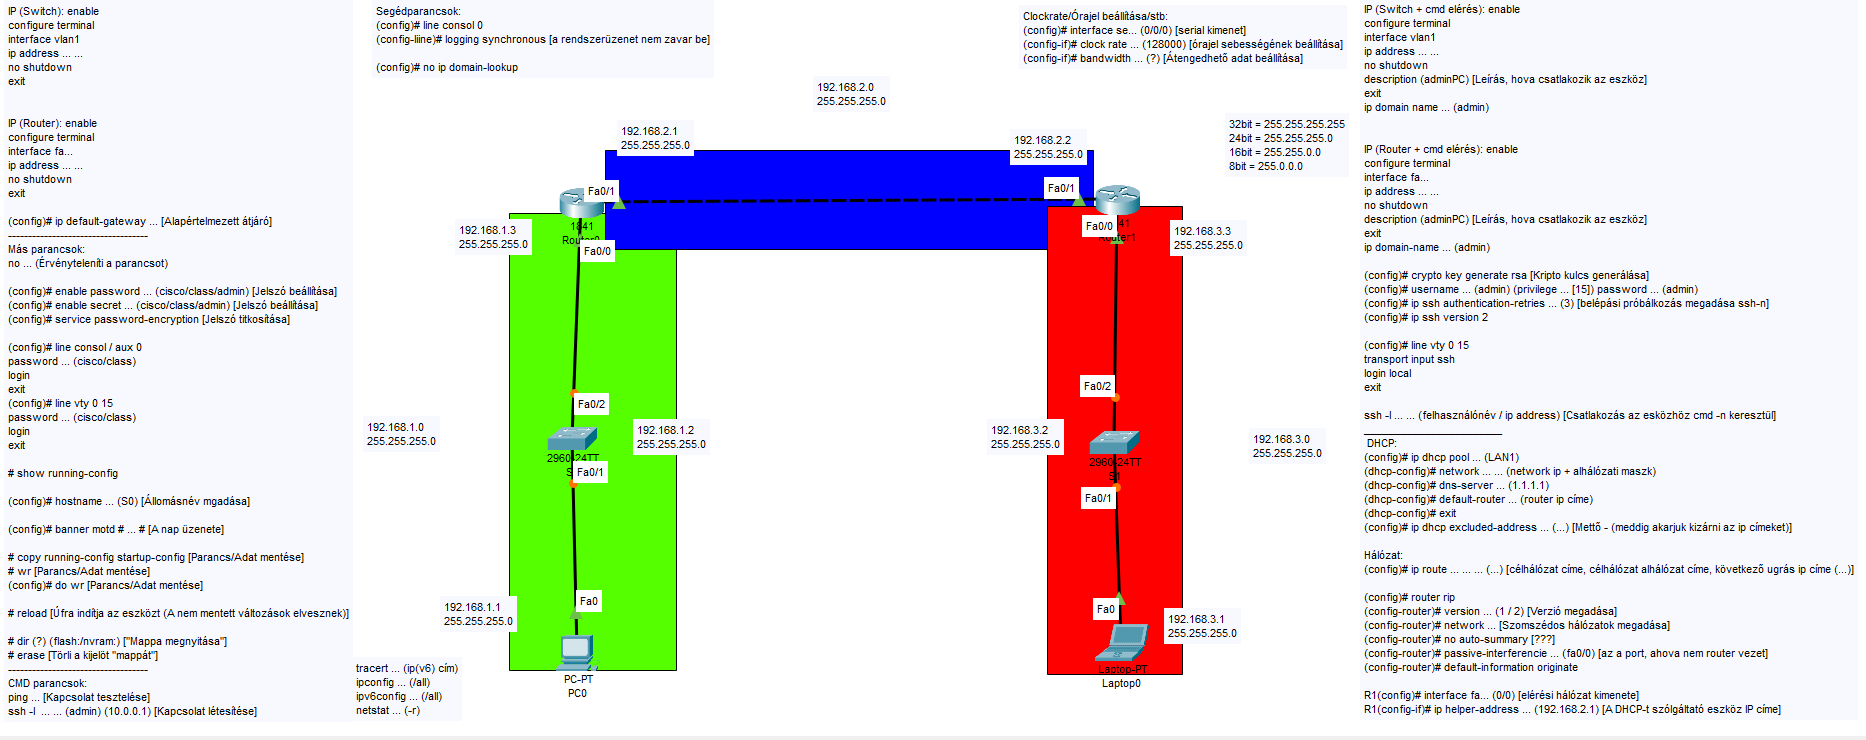 IP (Switch): enable
configure terminal
interface vlan1
ip address ... ...
no shutdown
exit
IP (Router): enable
configure terminal
interface fa...
ip address ... ...
no shutdown
exit
(config)# ip default-gateway ... [Alapértelmezett átjáró]
-----------------------------------
Más parancsok:
no ... (Érvényteleníti a parancsot)
(config)# enable password ... (cisco/class/admin) [Jelszó beállítása]
(config)# enable secret ... (cisco/class/admin) [Jelszó beállítása]
(config)# service password-encryption [Jelszó titkosítása]
(config)# line consol / aux 0
password ... (cisco/class)
login
exit
(config)# line vty 0 15
password ... (cisco/class)
login
exit
# show running-config
(config)# hostname ... (S0) [Állomásnév mgadása]
(config)# banner motd # ... # [A nap üzenete]
# copy running-config startup-config [Parancs/Adat mentése]
# wr [Parancs/Adat mentése]
(config)# do wr [Parancs/Adat mentése]
# reload [Úfra indítja az eszközt (A nem mentett változások elvesznek)]
# dir (?) (flash:/nvram:) ["Mappa megnyitása"]
# erase [Törli a kijelöt "mappát"]
-----------------------------------
CMD parancsok:
ping ... [Kapcsolat tesztelése]
ssh -l ... ... (admin) (10.0.0.1) [Kapcsolat létesítése]
Segédparancsok:
(config)# line consol 0
(config-liine)# logging synchronous [a rendszerüzenet nem zavar be]
(config)# no ip domain-lookup
Clockrate/Órajel beállítása/stb:
(config)# interface se... (0/0/0) [serial kimenet]
(config-if)# clock rate ... (128000) [órajel sebességének beállítása]
(config-if)# bandwidth ... (?) [Átengedhető adat beállítása]
192.168.2.0
255.255.255.0
192.168.2.1
255.255.255.0
192.168.2.2
255.255.255.0
32bit = 255.255.255.255
24bit = 255.255.255.0
16bit = 255.255.0.0
8bit = 255.0.0.0
Fa0/1
Fa0/1
1841
Router0
Fa0/0
41
Router1
Fa0/0
192.168.1.3
255.255.255.0
192.168.3.3
255.255.255.0
Fa0/2
Fa0/2
192.168.1.0
255.255.255.0
192.168.1.2
255.255.255.0
192.168.3.2
255.255.255.0
192.168.3.0
255.255.255.0
2960-24TT
Fa0/1
2960-24TT
S1
Fa0/1
192.168.1.1
255.255.255.0
Fa0
Fa0
192.168.3.1
255.255.255.0
PC-PT
PC0
Laptop-PT
Laptop0
tracert ... (ip(v6) cím)
ipconfig ... (/all)
ipv6config ... (/all)
netstat ... (-r)
IP (Switch + cmd elérés): enable
configure terminal
interface vlan1
ip address ... ...
no shutdown
description (adminPC) [Leírás, hova csatlakozik az eszköz]
exit
ip domain name ... (admin)
IP (Router + cmd elérés): enable
configure terminal
interface fa...
ip address ... ...
no shutdown
description (adminPC) [Leírás, hova csatlakozik az eszköz]
exit
ip domain-name ... (admin)
(config)# crypto key generate rsa [Kripto kulcs generálása]
(config)# username ... (admin) (privilege ... [15]) password ... (admin)
(config)# ip ssh authentication-retries ... (3) [belépási próbálkozás megadása ssh-n]
(config)# ip ssh version 2
(config)# line vty 0 15
transport input ssh
login local
exit
ssh -l ... ... (felhasználónév / ip address) [Csatlakozás az esközhöz cmd -n keresztül]
_______________________
DHCP:
(config)# ip dhcp pool ... (LAN1)
(dhcp-config)# network ... ... (network ip + alhálózati maszk)
(dhcp-config)# dns-server ... (1.1.1.1)
(dhcp-config)# default-router ... (router ip címe)
(dhcp-config)# exit
(config)# ip dhcp excluded-address ... (...) [Mettő - (meddig akarjuk kizárni az ip címeket)]
Hálózat:
(config)# ip route ... ... ... (...) [célhálózat címe, célhálózat alhálózat címe, következő ugrás ip címe (...)]
(config)# router rip
(config-router)# version ... (1 / 2) [Verzió megadása]
(config-router)# network ... [Szomszédos hálózatok megadása]
(config-router)# no auto-summary [???]
(config-router)# passive-interferencie ... (fa0/0) [az a port, ahova nem router vezet]
(config-router)# default-information originate
R1(config)# interface fa... (0/0) [elérési hálózat kimenete]
R1(config-if)# ip helper-address ... (192.168.2.1) [A DHCP-t szólgáltató eszköz IP címe]